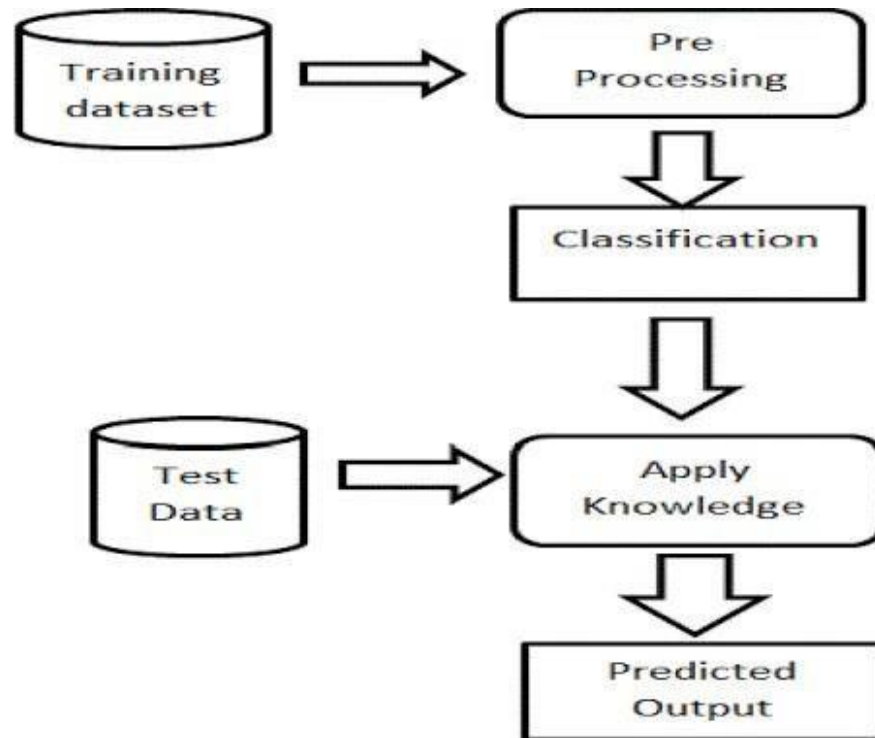 Training
dataset
Pre
Processing
Classification
Test
Data
Apply
Knowledge
Predicted
Output